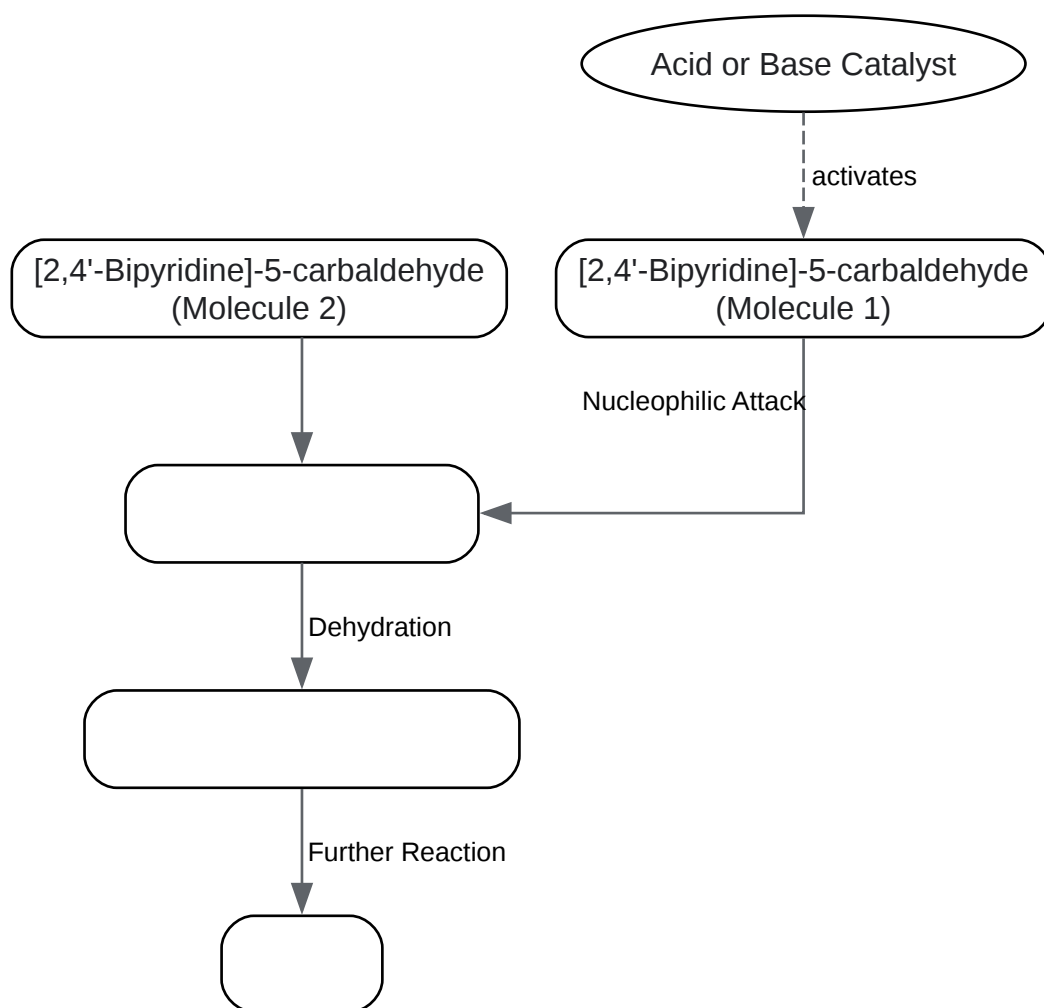 Acid or Base Catalyst
activates
[2,4'-Bipyridine]-5-carbaldehyde
(Molecule 2)
[2,4'-Bipyridine]-5-carbaldehyde
(Molecule 1)
Nucleophilic Attack
Dehydration
Further Reaction